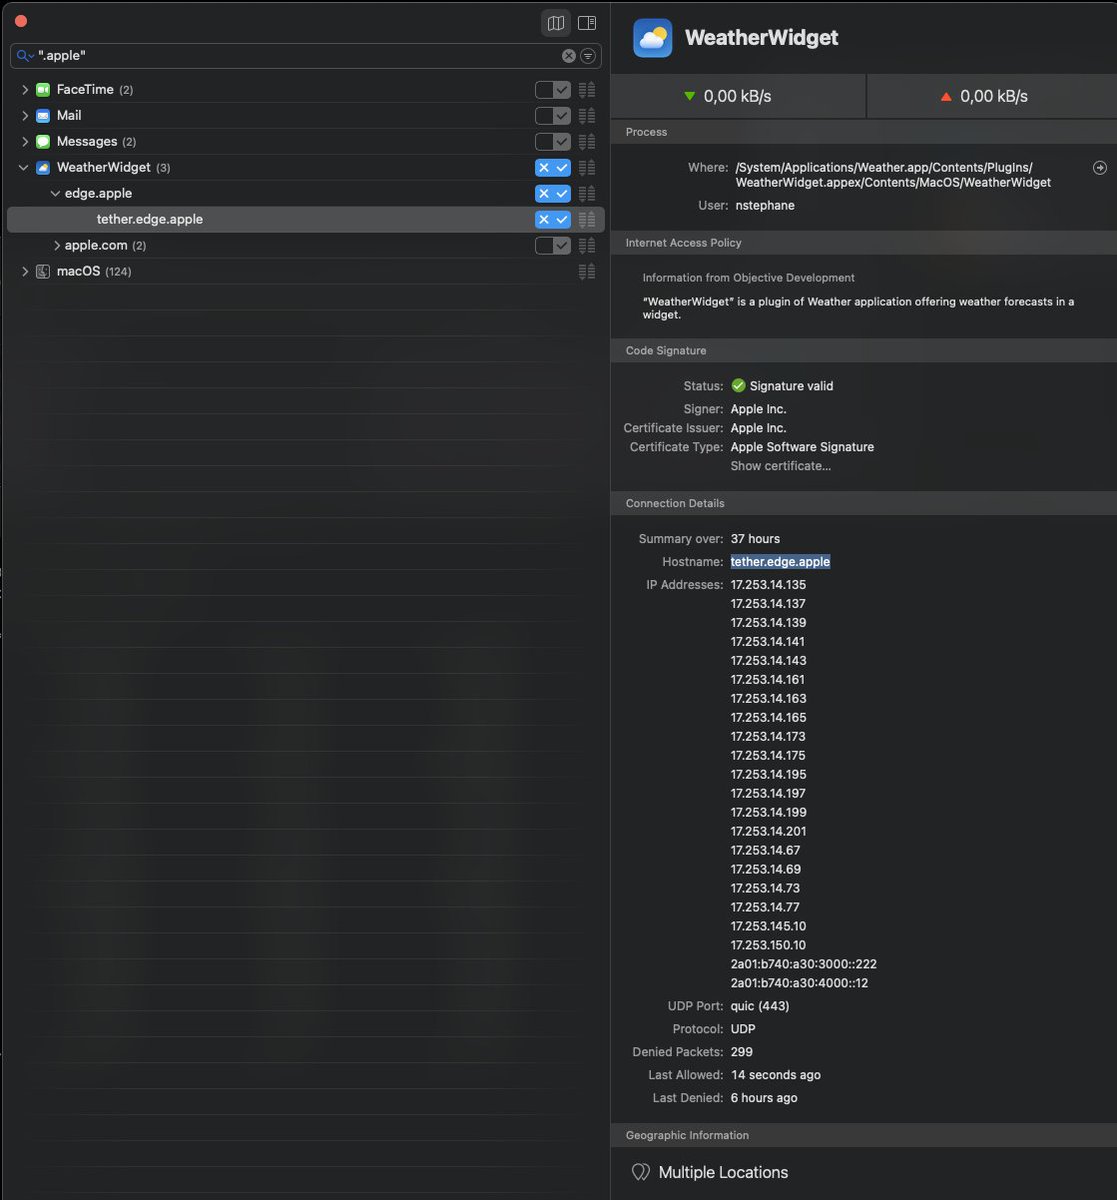 ".apple"
FaceTime (2)
Mail
Messages (2)
WeatherWidget (3)
edge.apple
tether.edge.apple
apple.com (2)
macOS (124)
WeatherWidget
0,00 kB/s
0,00 kB/s
Process
Where: /System/Applications/Weather.app/Contents/PlugIns/
WeatherWidget.appex/Contents/MacOS/WeatherWidget
User: nstephane
Internet Access Policy
Information from Objective Development
"WeatherWidget" is a plugin of Weather application offering weather forecasts in a
widget.
Code Signature
Status: Signature valid
Signer: Apple Inc.
Certificate Issuer: Apple Inc.
Certificate Type: Apple Software Signature
Show certificate...
Connection Details
Summary over: 37 hours
Hostname: tether.edge.apple
IP Addresses: 17.253.14.135
17.253.14.137
17.253.14.139
17.253.14.141
17.253.14.143
17.253.14.161
17.253.14.163
17.253.14.165
17.253.14.173
17.253.14.175
17.253.14.195
17.253.14.197
17.253.14.199
17.253.14.201
17.253.14.67
17.253.14.69
17.253.14.73
17.253.14.77
17.253.145.10
17.253.150.10
2a01:b740:a30:3000::222
2a01:b740:a30:4000::12
UDP Port: quic (443)
Protocol: UDP
Denied Packets: 299
Last Allowed: 14 seconds ago
Last Denied: 6 hours ago
Geographic Information
Multiple Locations